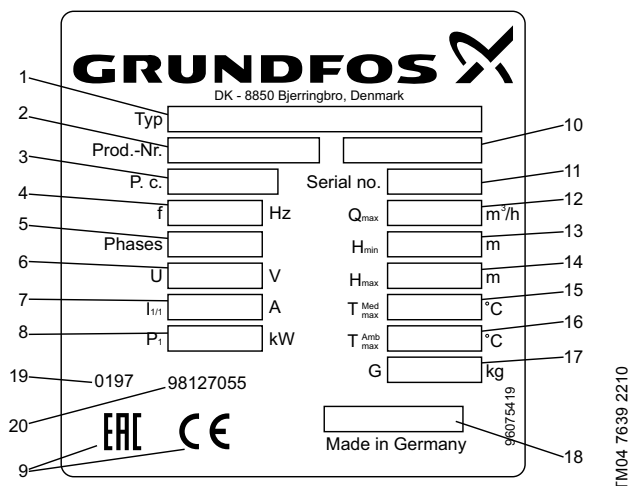 GRUNDFOS
DK - 8850 Bjerringbro, Denmark
1
Typ
2
Prod.-Nr.
10
3
P. c.
Serial no.
11
4
f
Hz
Qmax
m³/h
12
5
Phases
Hmin
m
13
6
U
V
Hmax
m
14
7
I1/1
A
T Med max
°C
15
8
P1
kW
T Amb max
°C
16
G
kg
17
19
0197
98127055
20
EAC
CE
9
Made in Germany
96075419
18
TM04 7639 2210